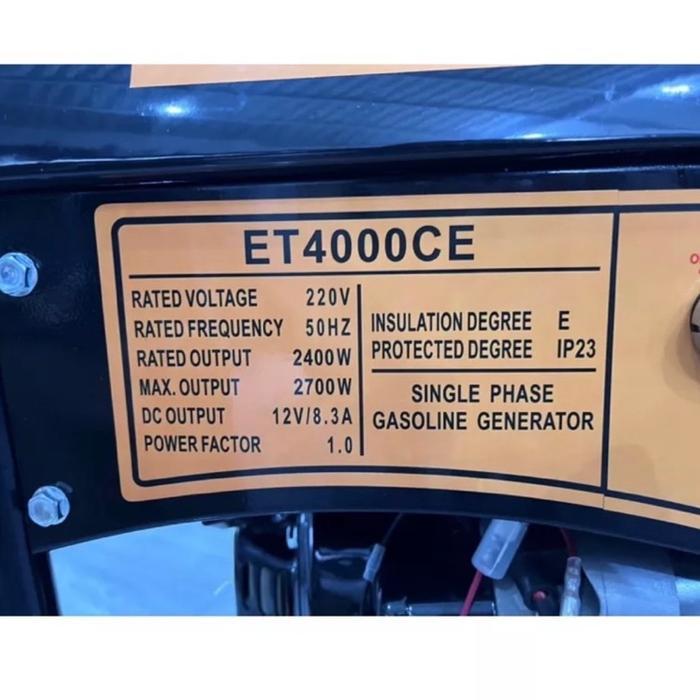 ET4000CE
RATED VOLTAGE 220V
RATED FREQUENCY 50HZ
RATED OUTPUT 2400W
MAX. OUTPUT 2700W
DC OUTPUT 12V/8.3A
POWER FACTOR 1.0
INSULATION DEGREE E
PROTECTED DEGREE IP23
SINGLE PHASE
GASOLINE GENERATOR